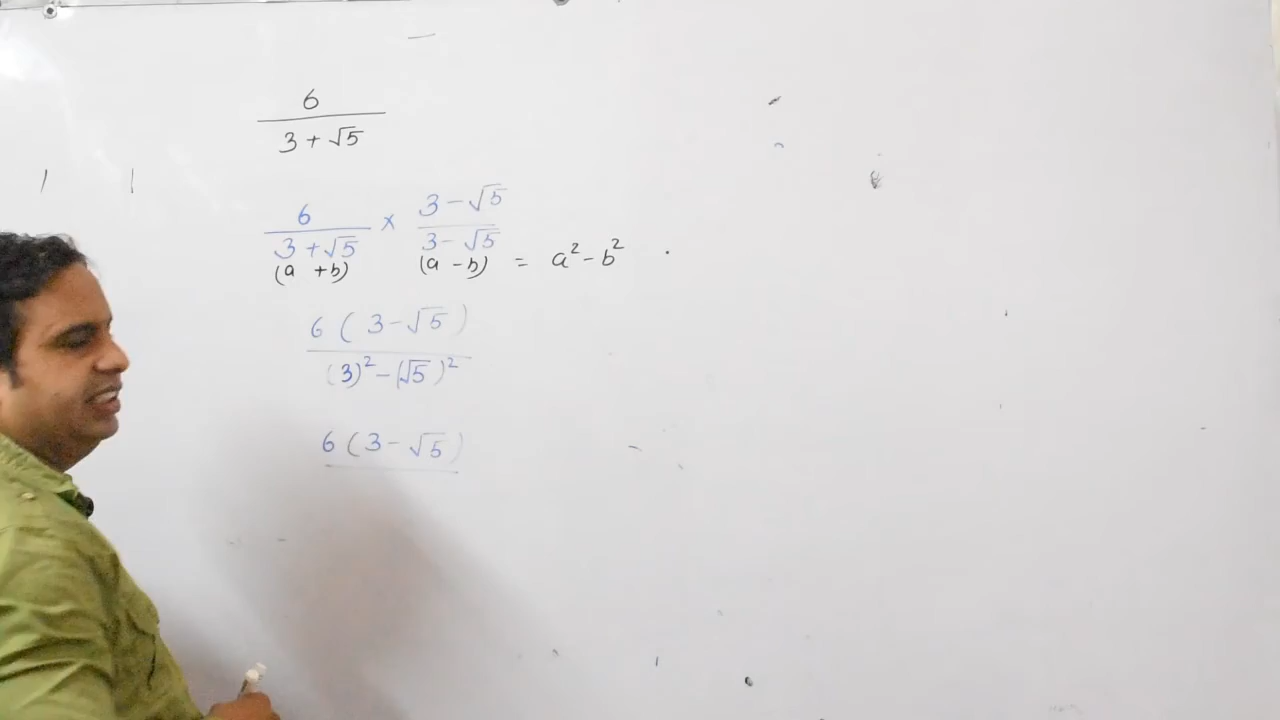 6
3 + √5
6 × 3 - √5
3 + √5 3 - √5
(a + b) (a - b) = a² - b²
6 ( 3 - √5 )
(3)² - (√5)²
6 ( 3 - √5 )